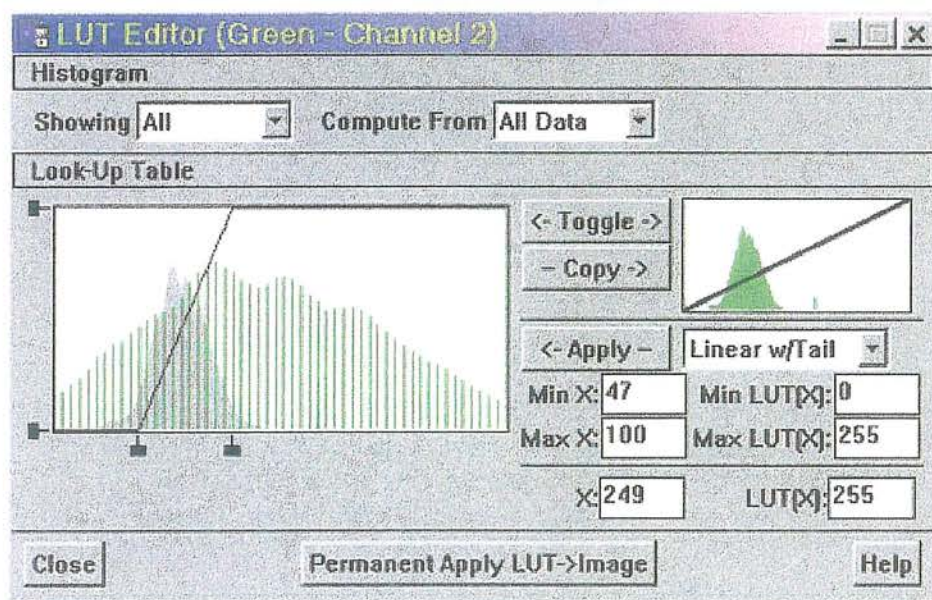 LUT Editor (Green - Channel 2)
Histogram
Showing All Compute From All Data
Look-Up Table
<- Toggle ->
- Copy ->
<- Apply - Linear w/Tail
Min X: 47 Min LUT[X]: 0
Max X: 100 Max LUT[X]: 255
X: 249 LUT[X]: 255
Close Permanent Apply LUT->Image Help